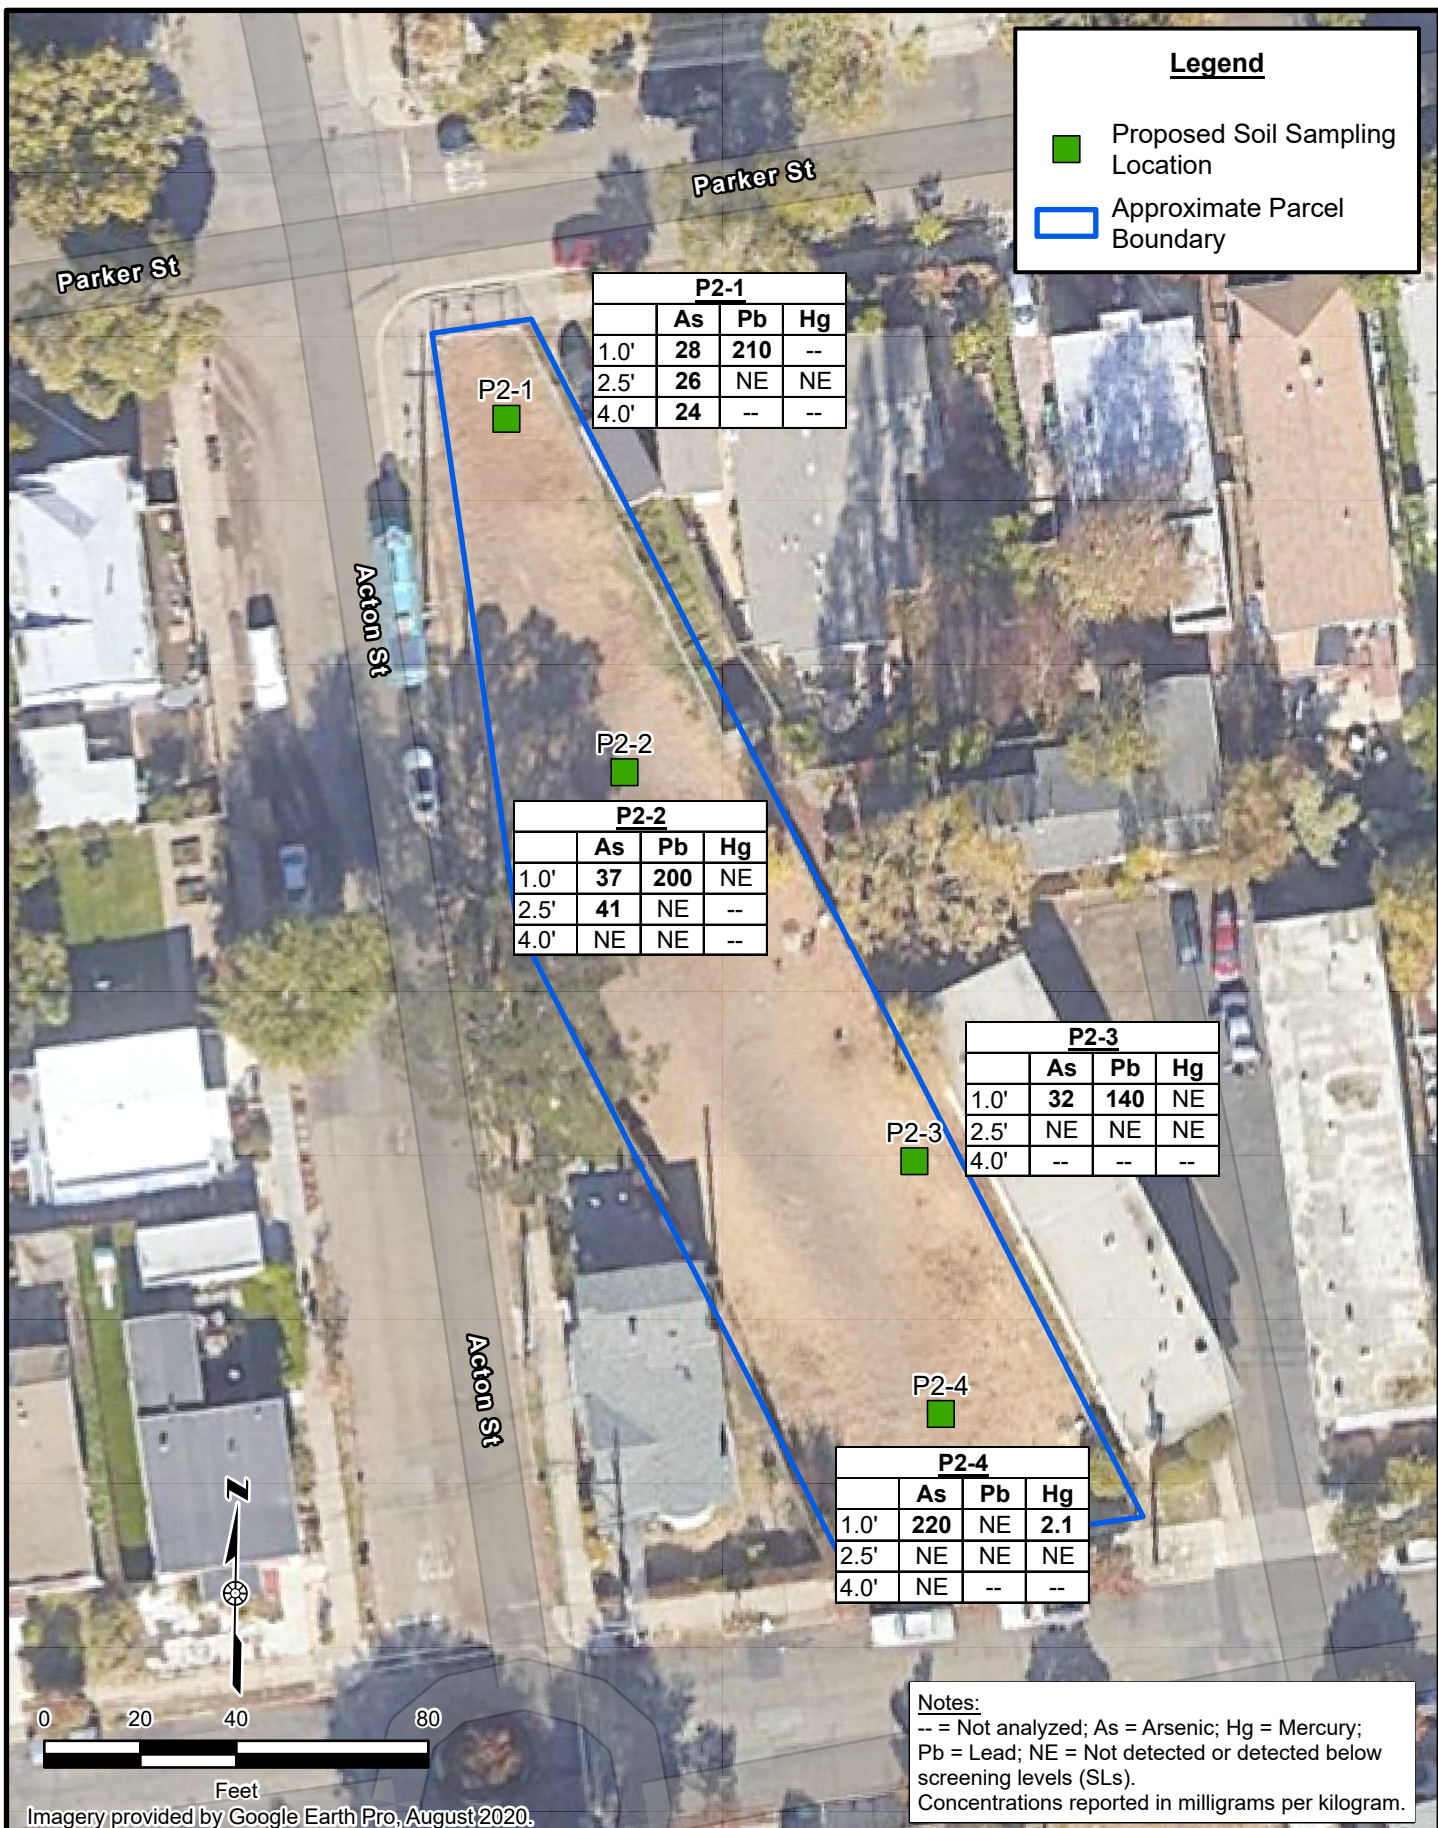 Legend
Proposed Soil Sampling
Location
Approximate Parcel
Boundary
Parker St
Parker St
P2-1
As Pb Hg
1.0' 28 210 --
2.5' 26 NE NE
4.0' 24 -- --
P2-1
Acton St
P2-2
P2-2
As Pb Hg
1.0' 37 200 NE
2.5' 41 NE --
4.0' NE NE --
P2-3
As Pb Hg
1.0' 32 140 NE
2.5' NE NE NE
4.0' -- -- --
P2-3
Acton St
P2-4
P2-4
As Pb Hg
1.0' 220 NE 2.1
2.5' NE NE NE
4.0' NE -- --
N
0 20 40 80
Feet
Imagery provided by Google Earth Pro, August 2020.
Notes:
-- = Not analyzed; As = Arsenic; Hg = Mercury;
Pb = Lead; NE = Not detected or detected below
screening levels (SLs).
Concentrations reported in milligrams per kilogram.